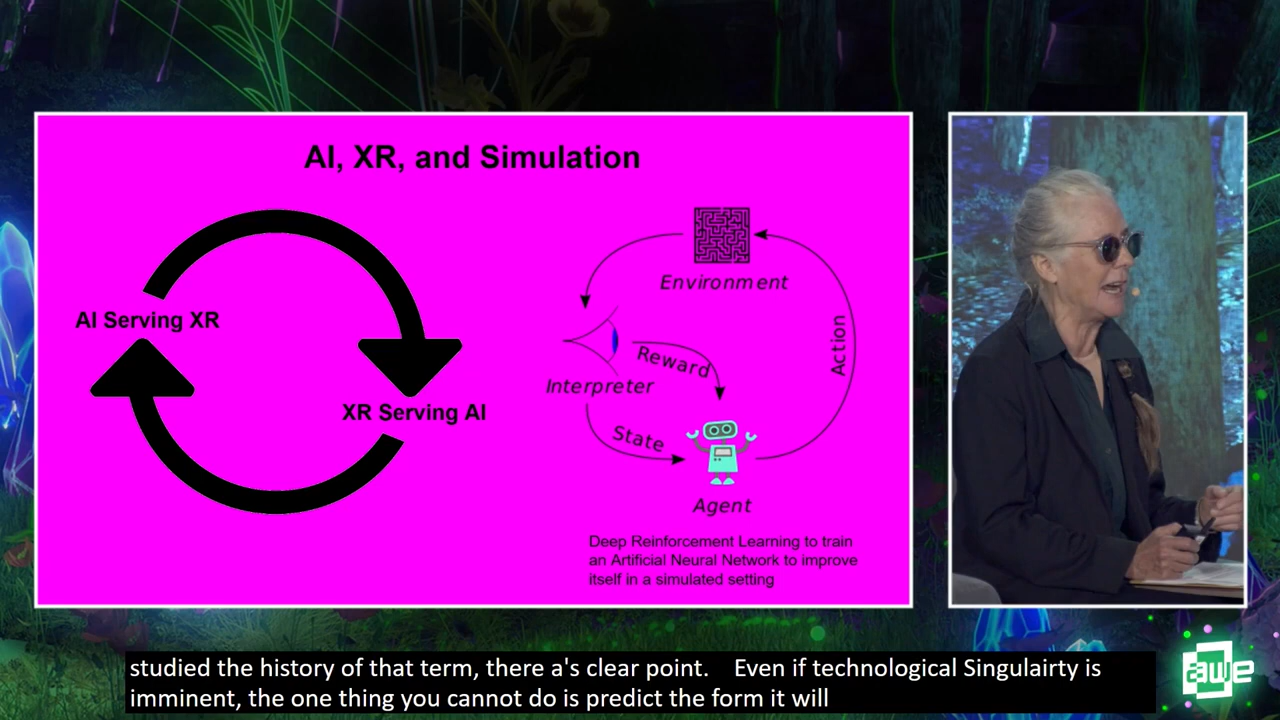 AI, XR, and Simulation
AI Serving XR
XR Serving AI
Environment
Interpreter
Reward
State
Action
Agent
Deep Reinforcement Learning to train
an Artificial Neural Network to improve
itself in a simulated setting
studied the history of that term, there a's clear point. Even if technological Singulairty is
imminent, the one thing you cannot do is predict the form it will
awe